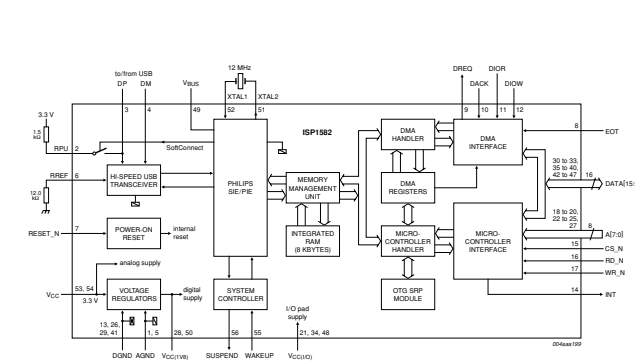 12 MHz
to/from USB
DP DM
VBUS
XTAL1 XTAL2
DREQ
DACK
DIOR
DIOW
3 4 49 52 51 9 10 11 12
3.3 V
1.5 kΩ
RPU 2
SoftConnect
ISP1582
DMA HANDLER
DMA INTERFACE
8 EOT
RREF 6
12.0 kΩ
HI-SPEED USB TRANSCEIVER
PHILIPS SIE/PIE
MEMORY MANAGEMENT UNIT
DMA REGISTERS
30 to 33,
35 to 40,
42 to 47
16
DATA[15:
RESET_N 7
POWER-ON RESET
internal reset
INTEGRATED RAM (8 KBYTES)
MICRO-CONTROLLER HANDLER
MICRO-CONTROLLER INTERFACE
18 to 20,
22 to 25,
27
8
A[7:0]
15 CS_N
16 RD_N
17 WR_N
14 INT
analog supply
VCC 53, 54
3.3 V
VOLTAGE REGULATORS
digital supply
SYSTEM CONTROLLER
I/O pad supply
OTG SRP MODULE
13, 26,
29, 41
1, 5
28, 50
56 55
21, 34, 48
004aaa199
DGND AGND VCC(1V8) SUSPEND WAKEUP VCC(I/O)